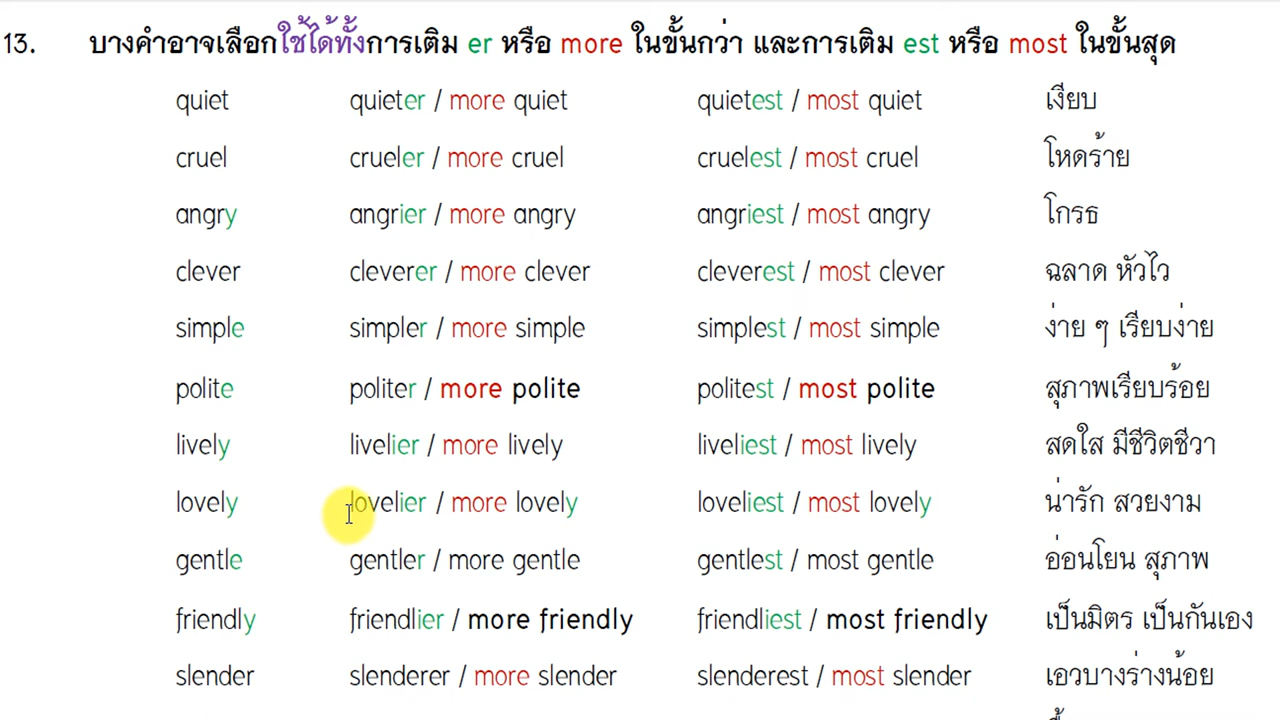 13. บางคำอาจเลือกใช้ได้ทั้งการเติม er หรือ more ในขั้นกว่า และการเติม est หรือ most ในขั้นสุด
quiet quieter / more quiet quietest / most quiet เงียบ
cruel crueler / more cruel cruelest / most cruel โหดร้าย
angry angrier / more angry angriest / most angry โกรธ
clever cleverer / more clever cleverest / most clever ฉลาด หัวไว
simple simpler / more simple simplest / most simple ง่าย ๆ เรียบง่าย
polite politer / more polite politest / most polite สุภาพเรียบร้อย
lively livelier / more lively liveliest / most lively สดใส มีชีวิตชีวา
lovely lovelier / more lovely loveliest / most lovely น่ารัก สวยงาม
gentle gentler / more gentle gentlest / most gentle อ่อนโยน สุภาพ
friendly friendlier / more friendly friendliest / most friendly เป็นมิตร เป็นกันเอง
slender slenderer / more slender slenderest / most slender เอวบางร่างน้อย